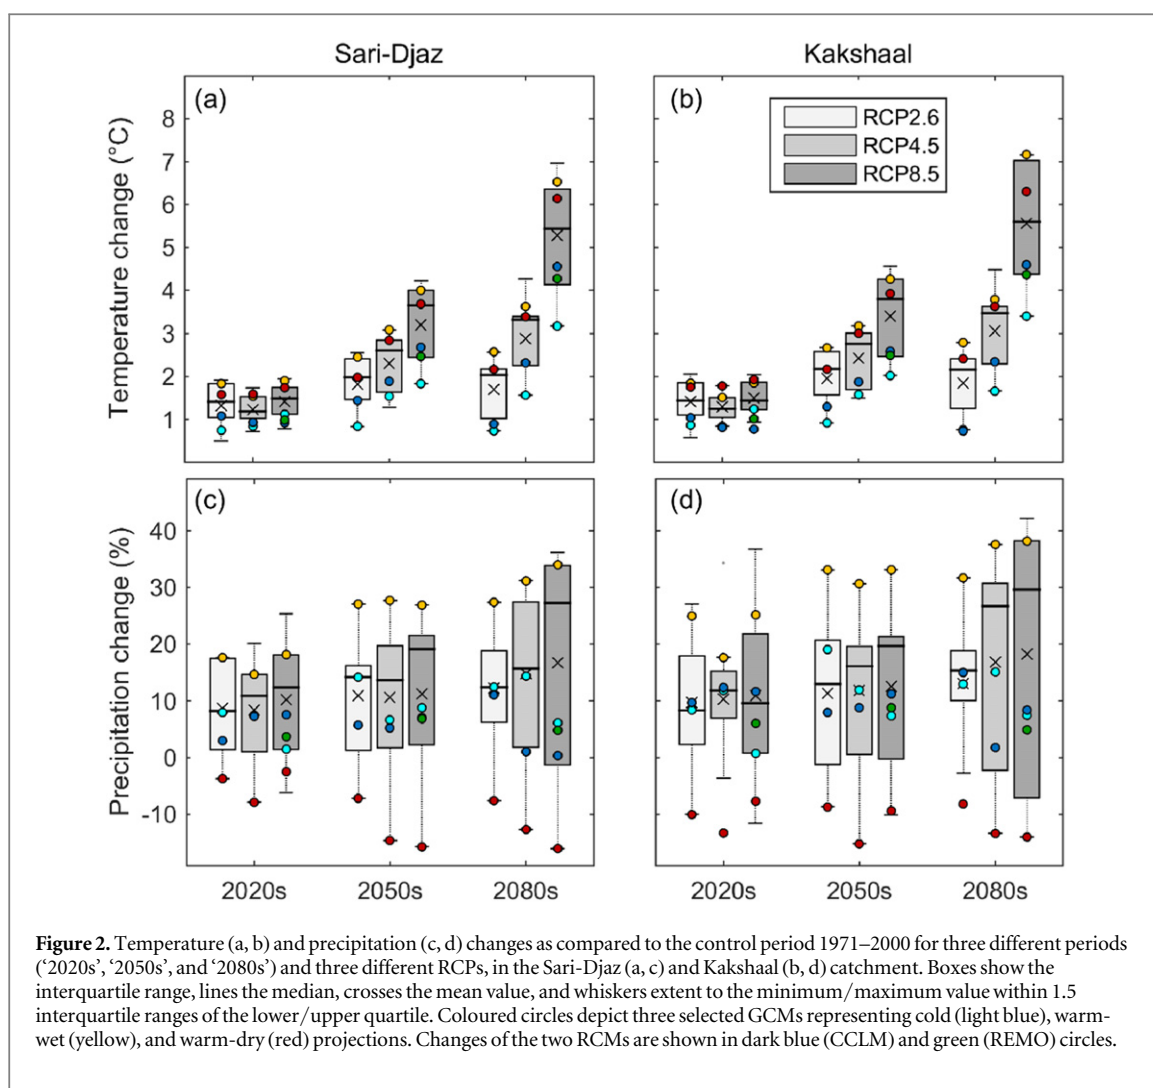 Sari-Djaz
Kakshaal
(a)
(b)
RCP2.6
RCP4.5
RCP8.5
Temperature change (°C)
8
7
6
5
4
3
2
1
(c)
(d)
Precipitation change (%)
40
30
20
10
0
-10
2020s 2050s 2080s
2020s 2050s 2080s
Figure 2. Temperature (a, b) and precipitation (c, d) changes as compared to the control period 1971–2000 for three different periods
(‘2020s’, ‘2050s’, and ‘2080s’) and three different RCPs, in the Sari-Djaz (a, c) and Kakshaal (b, d) catchment. Boxes show the
interquartile range, lines the median, crosses the mean value, and whiskers extent to the minimum/maximum value within 1.5
interquartile ranges of the lower/upper quartile. Coloured circles depict three selected GCMs representing cold (light blue), warm-
wet (yellow), and warm-dry (red) projections. Changes of the two RCMs are shown in dark blue (CCLM) and green (REMO) circles.